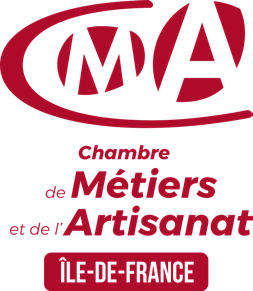 CMA
Chambre
de Métiers
et de l'Artisanat
ÎLE-DE-FRANCE